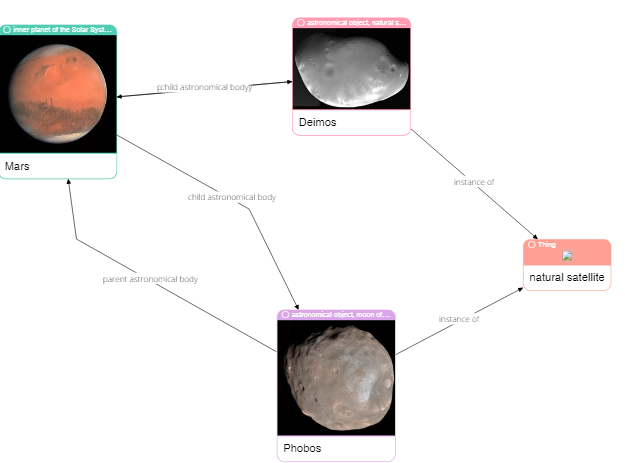 inner planet of the Solar Syst...
Mars
astronomical object, natural s...
Deimos
child astronomical body
instance of
child astronomical body
Thing
natural satellite
parent astronomical body
instance of
astronomical object, moon of...
Phobos